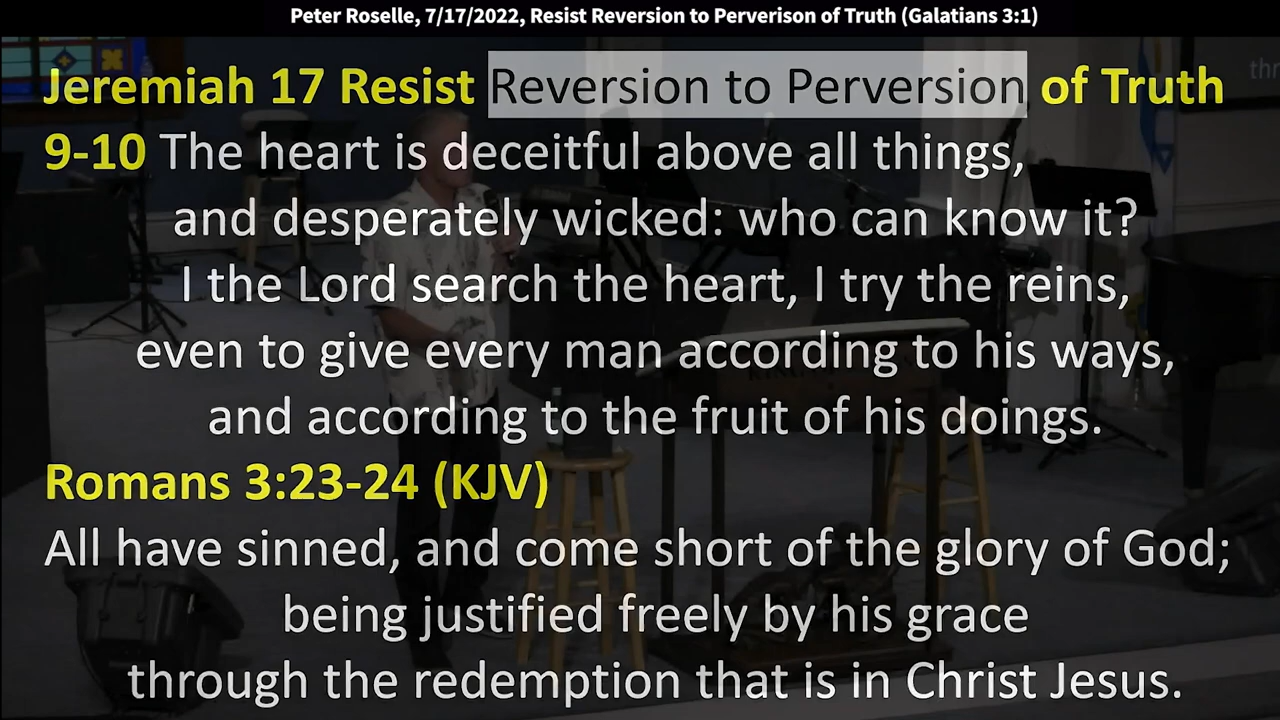 Peter Roselle, 7/17/2022, Resist Reversion to Perverison of Truth (Galatians 3:1)
Jeremiah 17 Resist Reversion to Perversion of Truth
9-10 The heart is deceitful above all things,
and desperately wicked: who can know it?
I the Lord search the heart, I try the reins,
even to give every man according to his ways,
and according to the fruit of his doings.
Romans 3:23-24 (KJV)
All have sinned, and come short of the glory of God;
being justified freely by his grace
through the redemption that is in Christ Jesus.